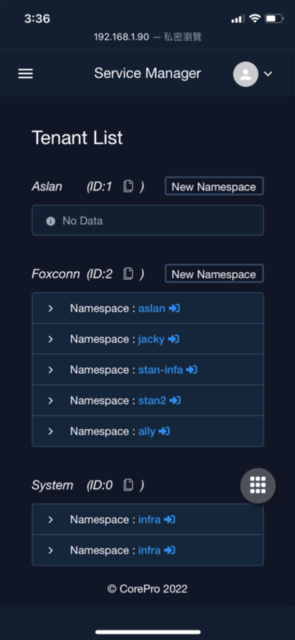 3:36
192.168.1.90 — 私密瀏覽
Service Manager
Tenant List
Aslan (ID:1 ) New Namespace
No Data
Foxconn (ID:2 ) New Namespace
Namespace : aslan
Namespace : jacky
Namespace : stan-infa
Namespace : stan2
Namespace : ally
System (ID:0 )
Namespace : infra
Namespace : infra
© CorePro 2022